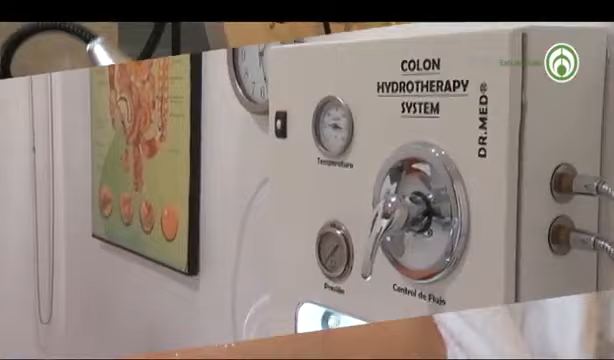 COLON
HYDROTHERAPY
SYSTEM
DR.MED®
Temperatura
Presión
Control de Flujo